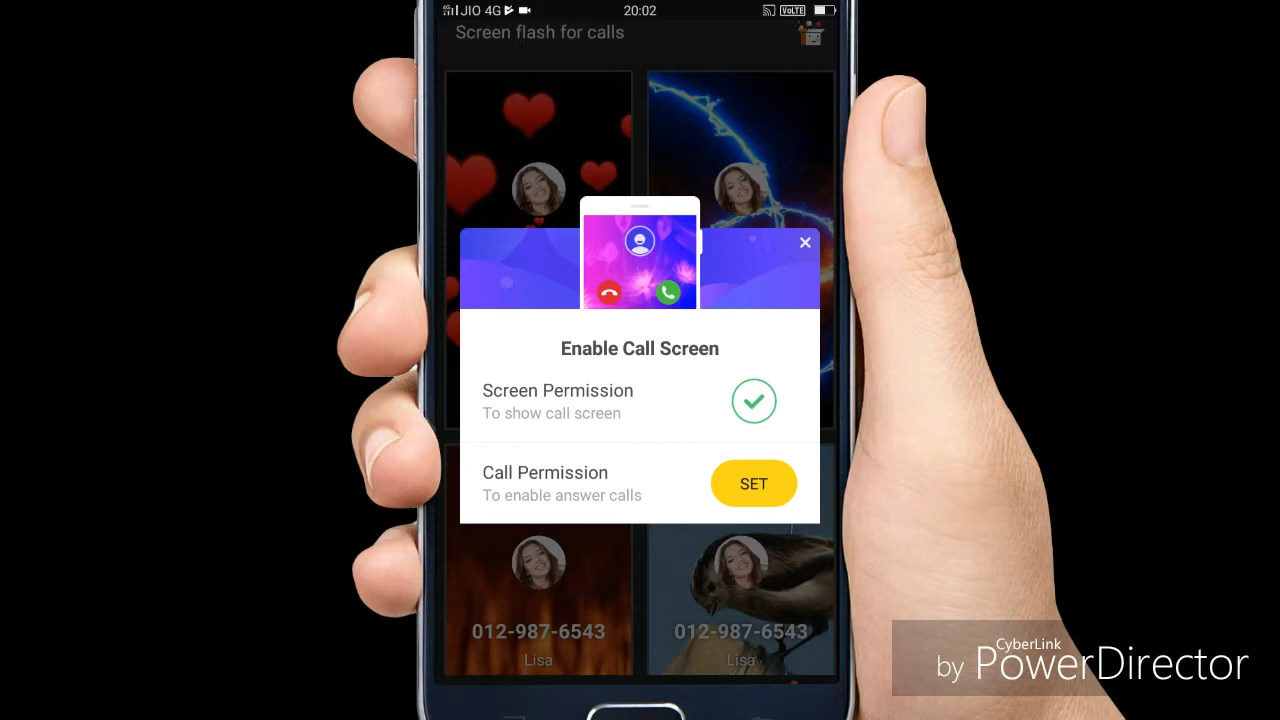 JIO 4G
20:02
VoLTE
Screen flash for calls
Enable Call Screen
Screen Permission
To show call screen
Call Permission
To enable answer calls
SET
012-987-6543
Lisa
012-987-6543
Lisa
CyberLink
by PowerDirector